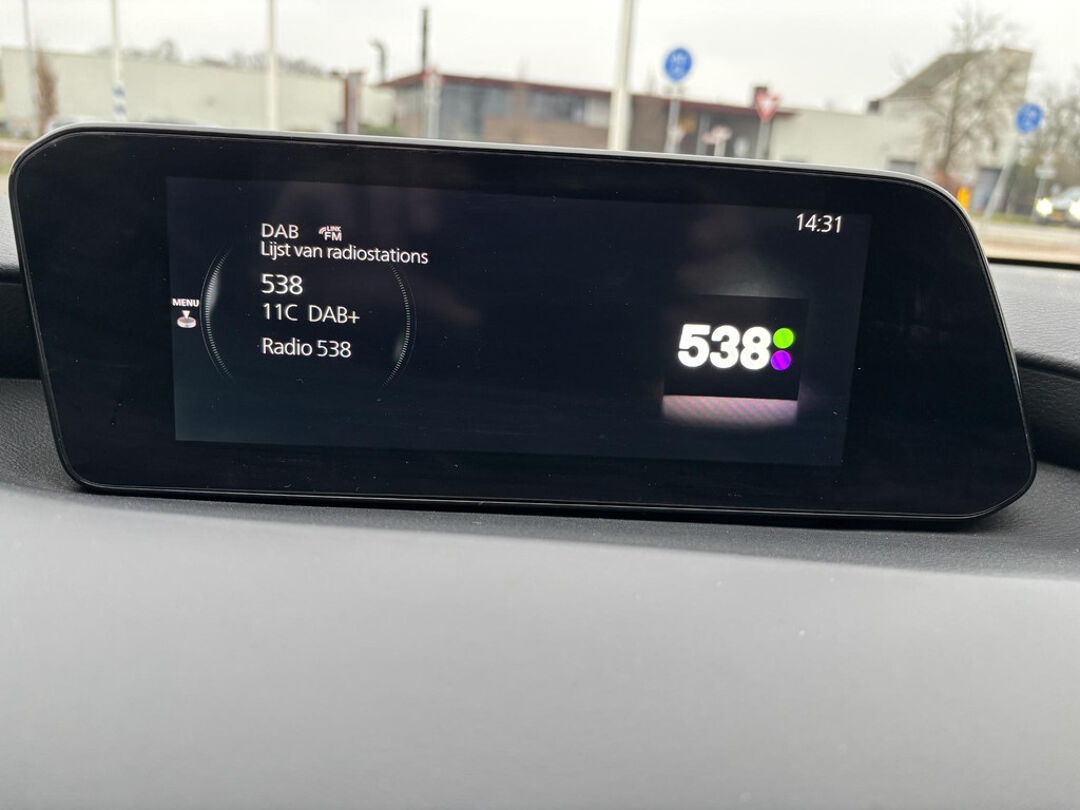 DAB LINK FM
Lijst van radiostations
14:31
538
11C DAB+
Radio 538
MENU
538